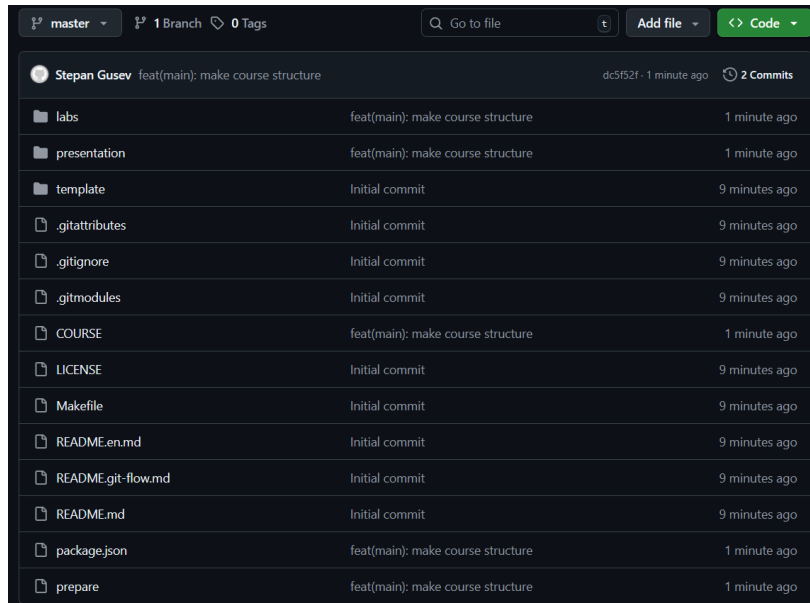 master 1 Branch 0 Tags Go to file t Add file <> Code
Stepan Gusev feat(main): make course structure dc5f52f · 1 minute ago 2 Commits
labs feat(main): make course structure 1 minute ago
presentation feat(main): make course structure 1 minute ago
template Initial commit 9 minutes ago
.gitattributes Initial commit 9 minutes ago
.gitignore Initial commit 9 minutes ago
.gitmodules Initial commit 9 minutes ago
COURSE feat(main): make course structure 1 minute ago
LICENSE Initial commit 9 minutes ago
Makefile Initial commit 9 minutes ago
README.en.md Initial commit 9 minutes ago
README.git-flow.md Initial commit 9 minutes ago
README.md Initial commit 9 minutes ago
package.json feat(main): make course structure 1 minute ago
prepare feat(main): make course structure 1 minute ago